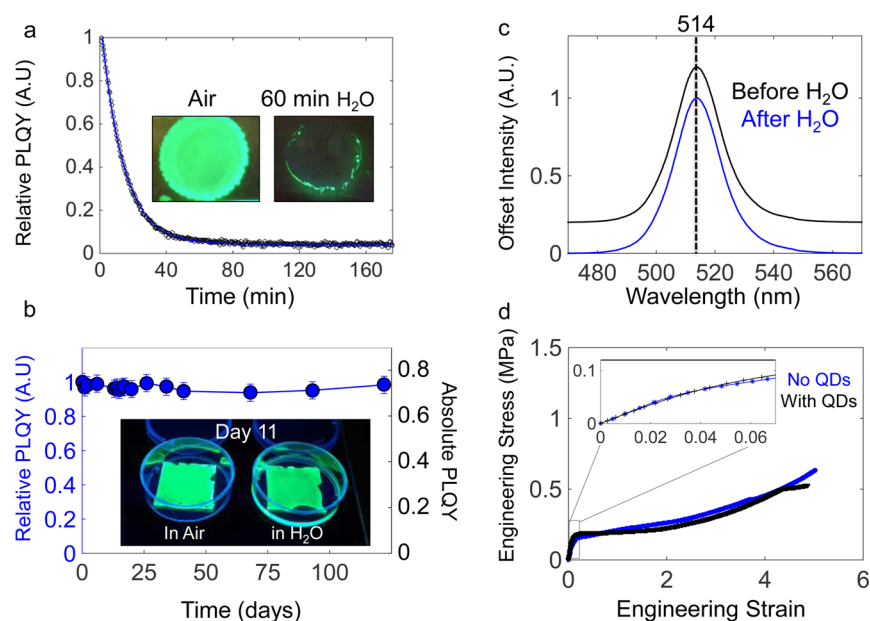 a
Relative PLQY (A.U)
1
0.8
0.6
0.4
0.2
0
Air
60 min H₂O
0
40
80
120
160
Time (min)
b
Relative PLQY (A.U)
1
0.8
0.6
0.4
0.2
0
Day 11
In Air
in H₂O
0.8
0.6
0.4
0.2
0
Absolute PLQY
0
25
50
75
100
Time (days)
c
514
Offset Intensity (A.U.)
1
0.5
0
Before H₂O
After H₂O
480
500
520
540
560
Wavelength (nm)
d
Engineering Stress (MPa)
1.5
1
0.5
0
0.1
0
0
0.02
0.04
0.06
No QDs
With QDs
0
2
4
6
Engineering Strain